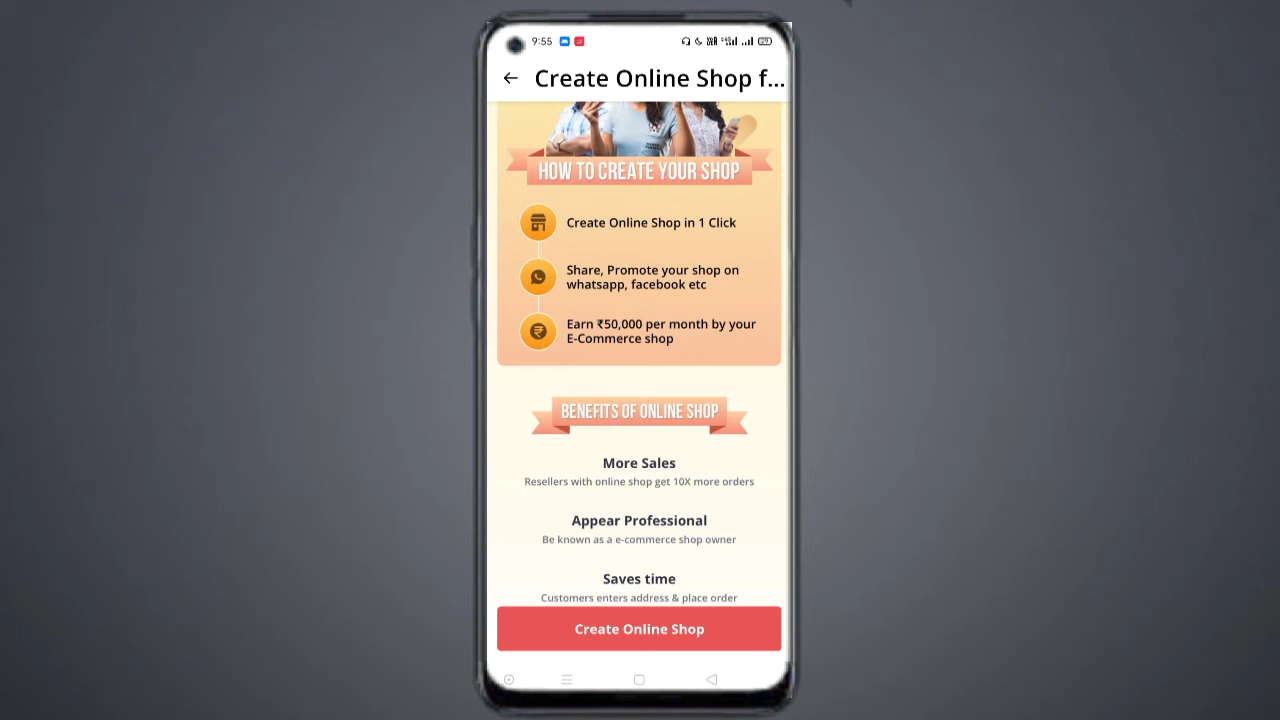 9:55
Create Online Shop f...
HOW TO CREATE YOUR SHOP
Create Online Shop in 1 Click
Share, Promote your shop on
whatsapp, facebook etc
Earn ₹50,000 per month by your
E-Commerce shop
BENEFITS OF ONLINE SHOP
More Sales
Resellers with online shop get 10X more orders
Appear Professional
Be known as a e-commerce shop owner
Saves time
Customers enters address & place order
Create Online Shop